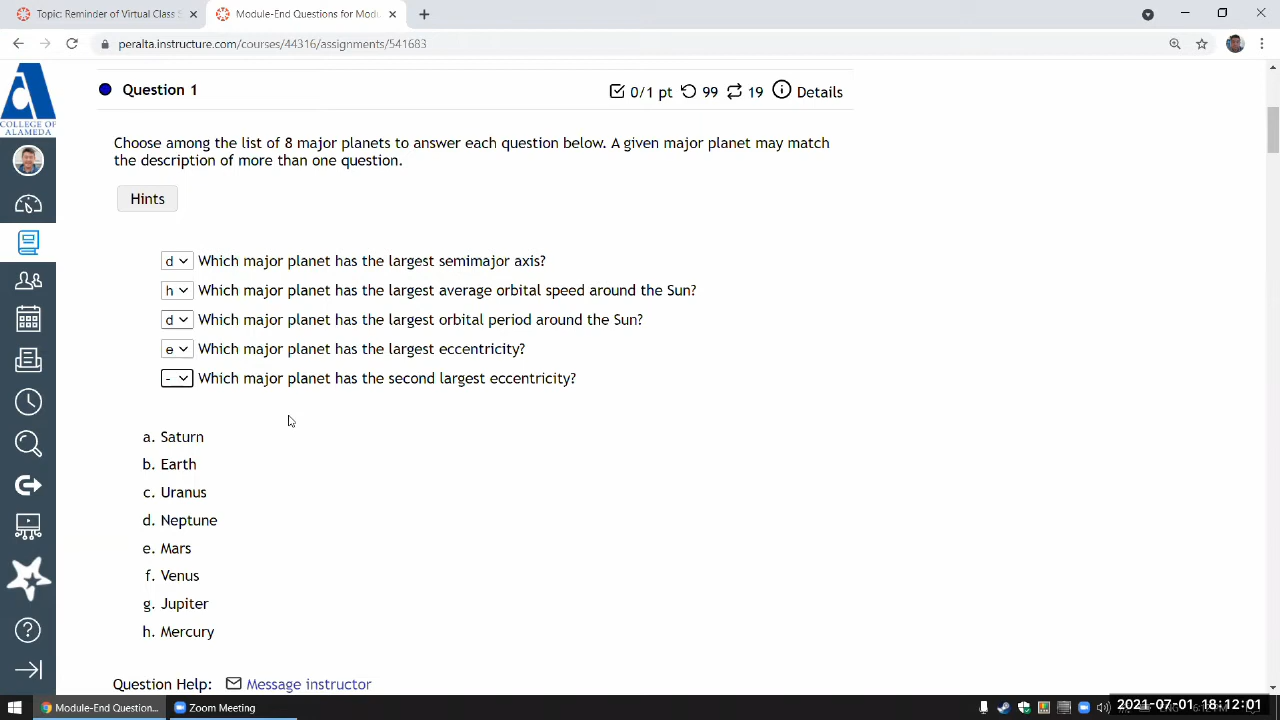 Topic: Reminder of Virtual Class
Module-End Questions for Modu
peralta.instructure.com/courses/44316/assignments/541683
COLLEGE OF
ALAMEDA
Question 1
0/1 pt 99 19 Details
Choose among the list of 8 major planets to answer each question below. A given major planet may match
the description of more than one question.
Hints
d Which major planet has the largest semimajor axis?
h Which major planet has the largest average orbital speed around the Sun?
d Which major planet has the largest orbital period around the Sun?
e Which major planet has the largest eccentricity?
- Which major planet has the second largest eccentricity?
a. Saturn
b. Earth
c. Uranus
d. Neptune
e. Mars
f. Venus
g. Jupiter
h. Mercury
Question Help: Message instructor
Module-End Question...
Zoom Meeting
2021-07-01 18:12:01